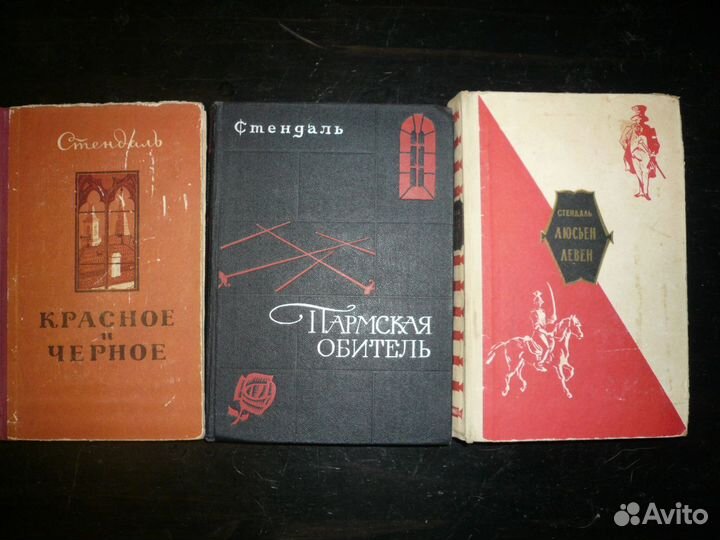 Стендаль
КРАСНОЕ
и
ЧЕРНОЕ
Стендаль
ПАРМСКАЯ
ОБИТЕЛЬ
СТЕНДАЛЬ
ЛЮСЬЕН
ЛЕВЕН
Avito